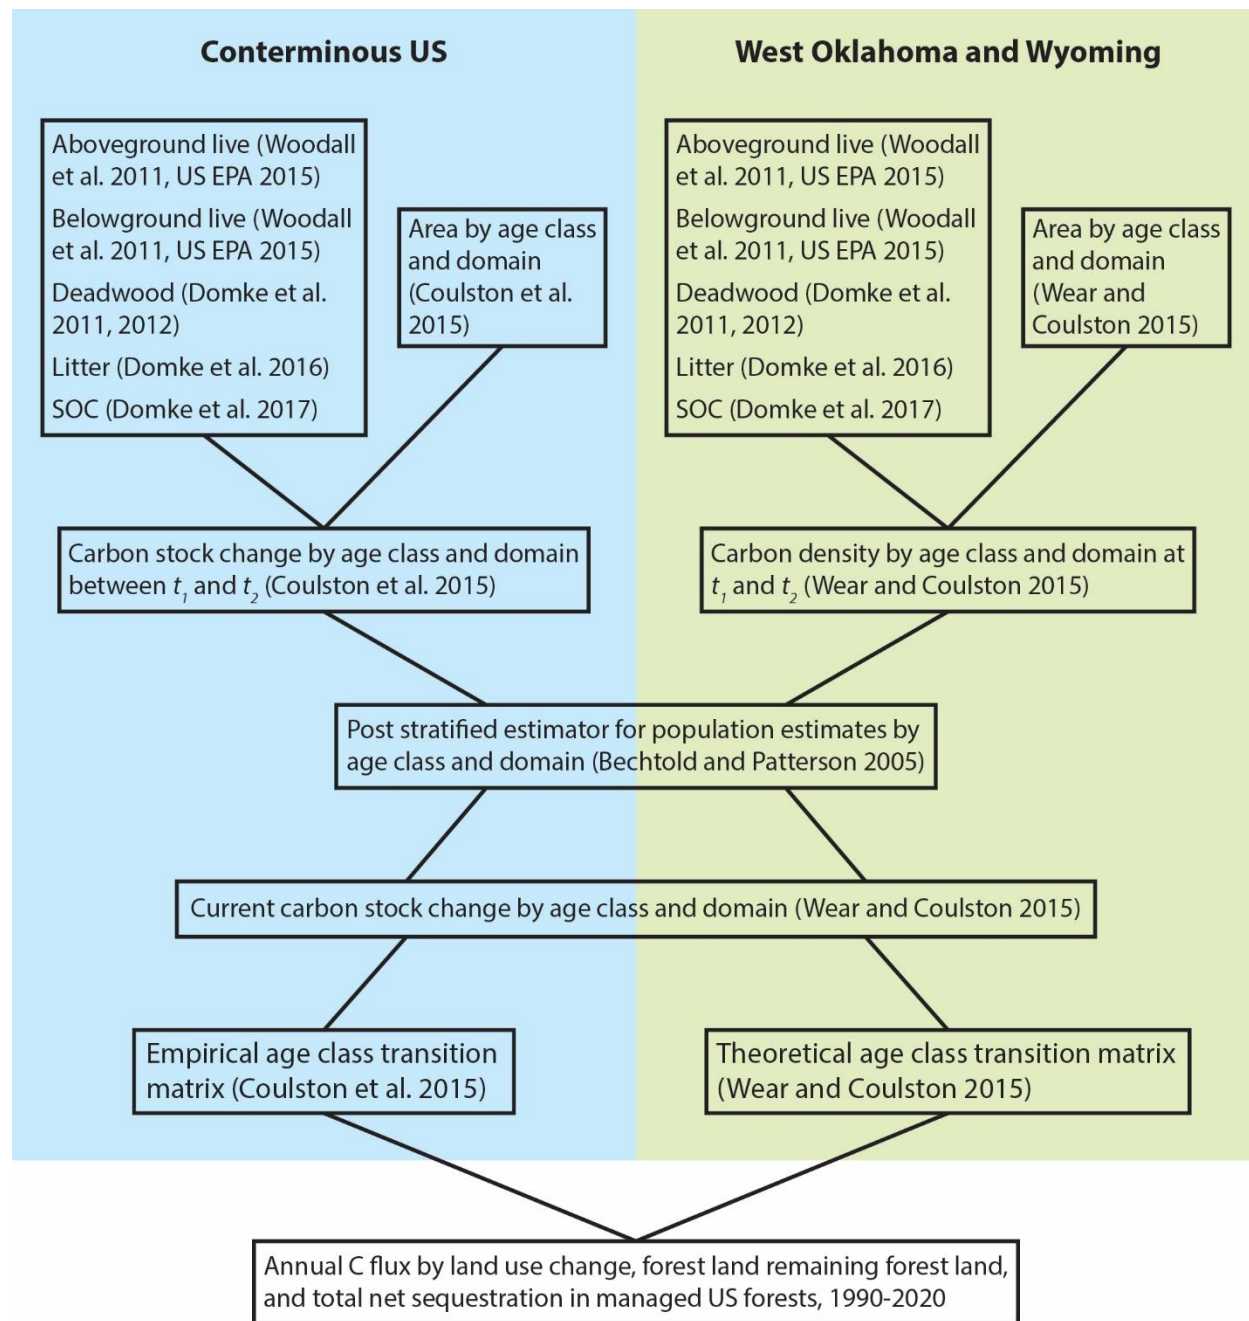 Conterminous US
West Oklahoma and Wyoming
Aboveground live (Woodall
et al. 2011, US EPA 2015)
Belowground live (Woodall
et al. 2011, US EPA 2015)
Deadwood (Domke et al.
2011, 2012)
Litter (Domke et al. 2016)
SOC (Domke et al. 2017)
Area by age class
and domain
(Coulston et al.
2015)
Aboveground live (Woodall
et al. 2011, US EPA 2015)
Belowground live (Woodall
et al. 2011, US EPA 2015)
Deadwood (Domke et al.
2011, 2012)
Litter (Domke et al. 2016)
SOC (Domke et al. 2017)
Area by age class
and domain
(Wear and
Coulston 2015)
Carbon stock change by age class and domain
between t1 and t2 (Coulston et al. 2015)
Carbon density by age class and domain at
t1 and t2 (Wear and Coulston 2015)
Post stratified estimator for population estimates by
age class and domain (Bechtold and Patterson 2005)
Current carbon stock change by age class and domain (Wear and Coulston 2015)
Empirical age class transition
matrix (Coulston et al. 2015)
Theoretical age class transition matrix
(Wear and Coulston 2015)
Annual C flux by land use change, forest land remaining forest land,
and total net sequestration in managed US forests, 1990-2020